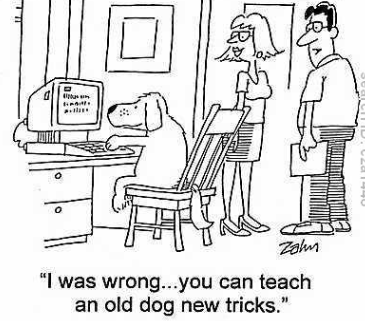 Zahn
"I was wrong...you can teach
an old dog new tricks."